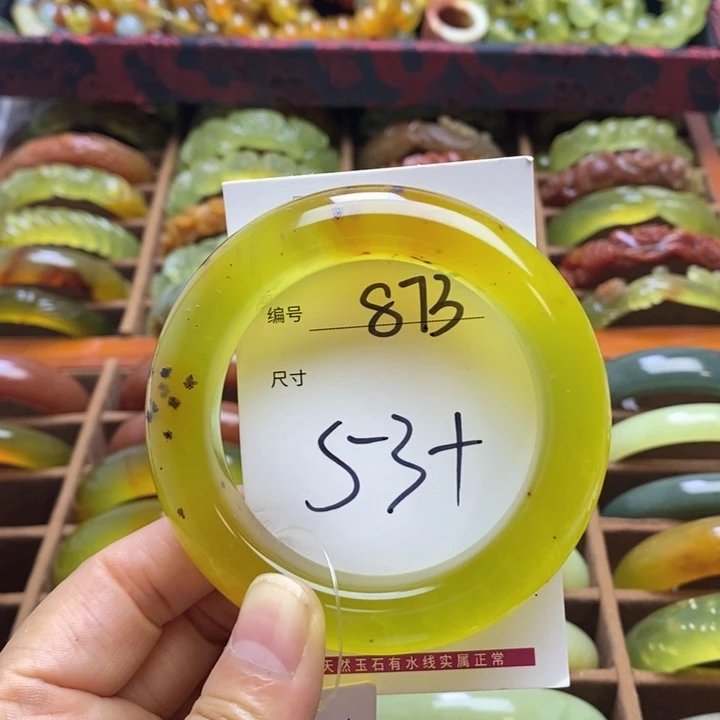 编号 873
尺寸
53+
天然玉石有水线实属正常